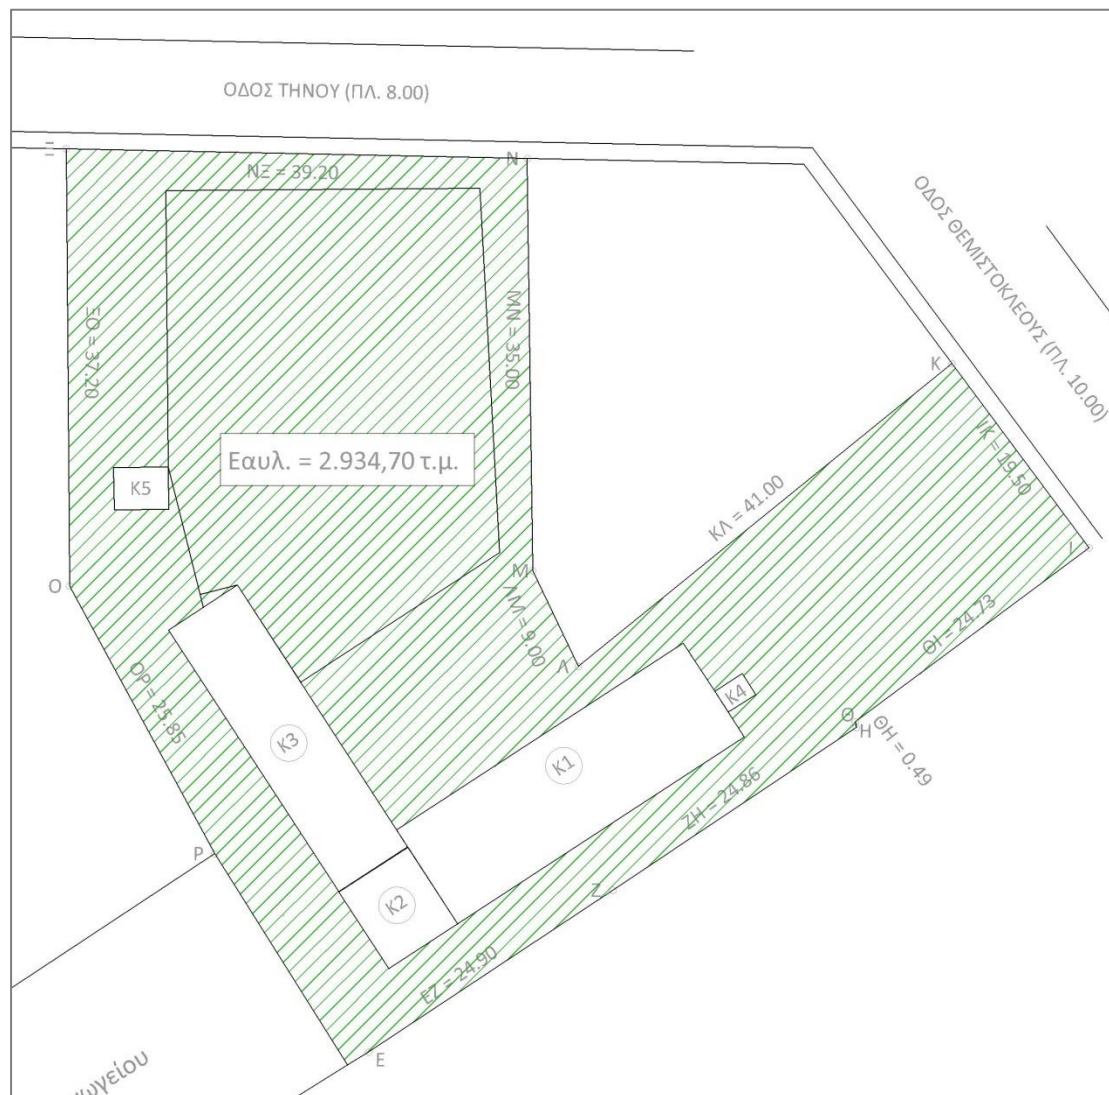 ΟΔΟΣ ΤΗΝΟΥ (ΠΛ. 8.00)
Ξ
ΝΞ = 39.20
Ν
ΟΔΟΣ ΘΕΜΙΣΤΟΚΛΕΟΥΣ (ΠΛ. 10.00)
ΞΟ = 37.20
ΜΝ = 35.00
Κ
ΙΚ = 19.50
Εαυλ. = 2.934,70 τ.μ.
Κ5
ΚΛ = 41.00
Ι
Ο
Μ
ΛΜ = 9.00
Λ
ΘΙ = 24.73
ΟΡ = 25.85
Κ4
Θ
Η
ΘΗ = 0.49
Κ3
Κ1
ΖΗ = 24.86
Ρ
Ζ
Κ2
ΕΖ = 24.90
Ε
ωγείου